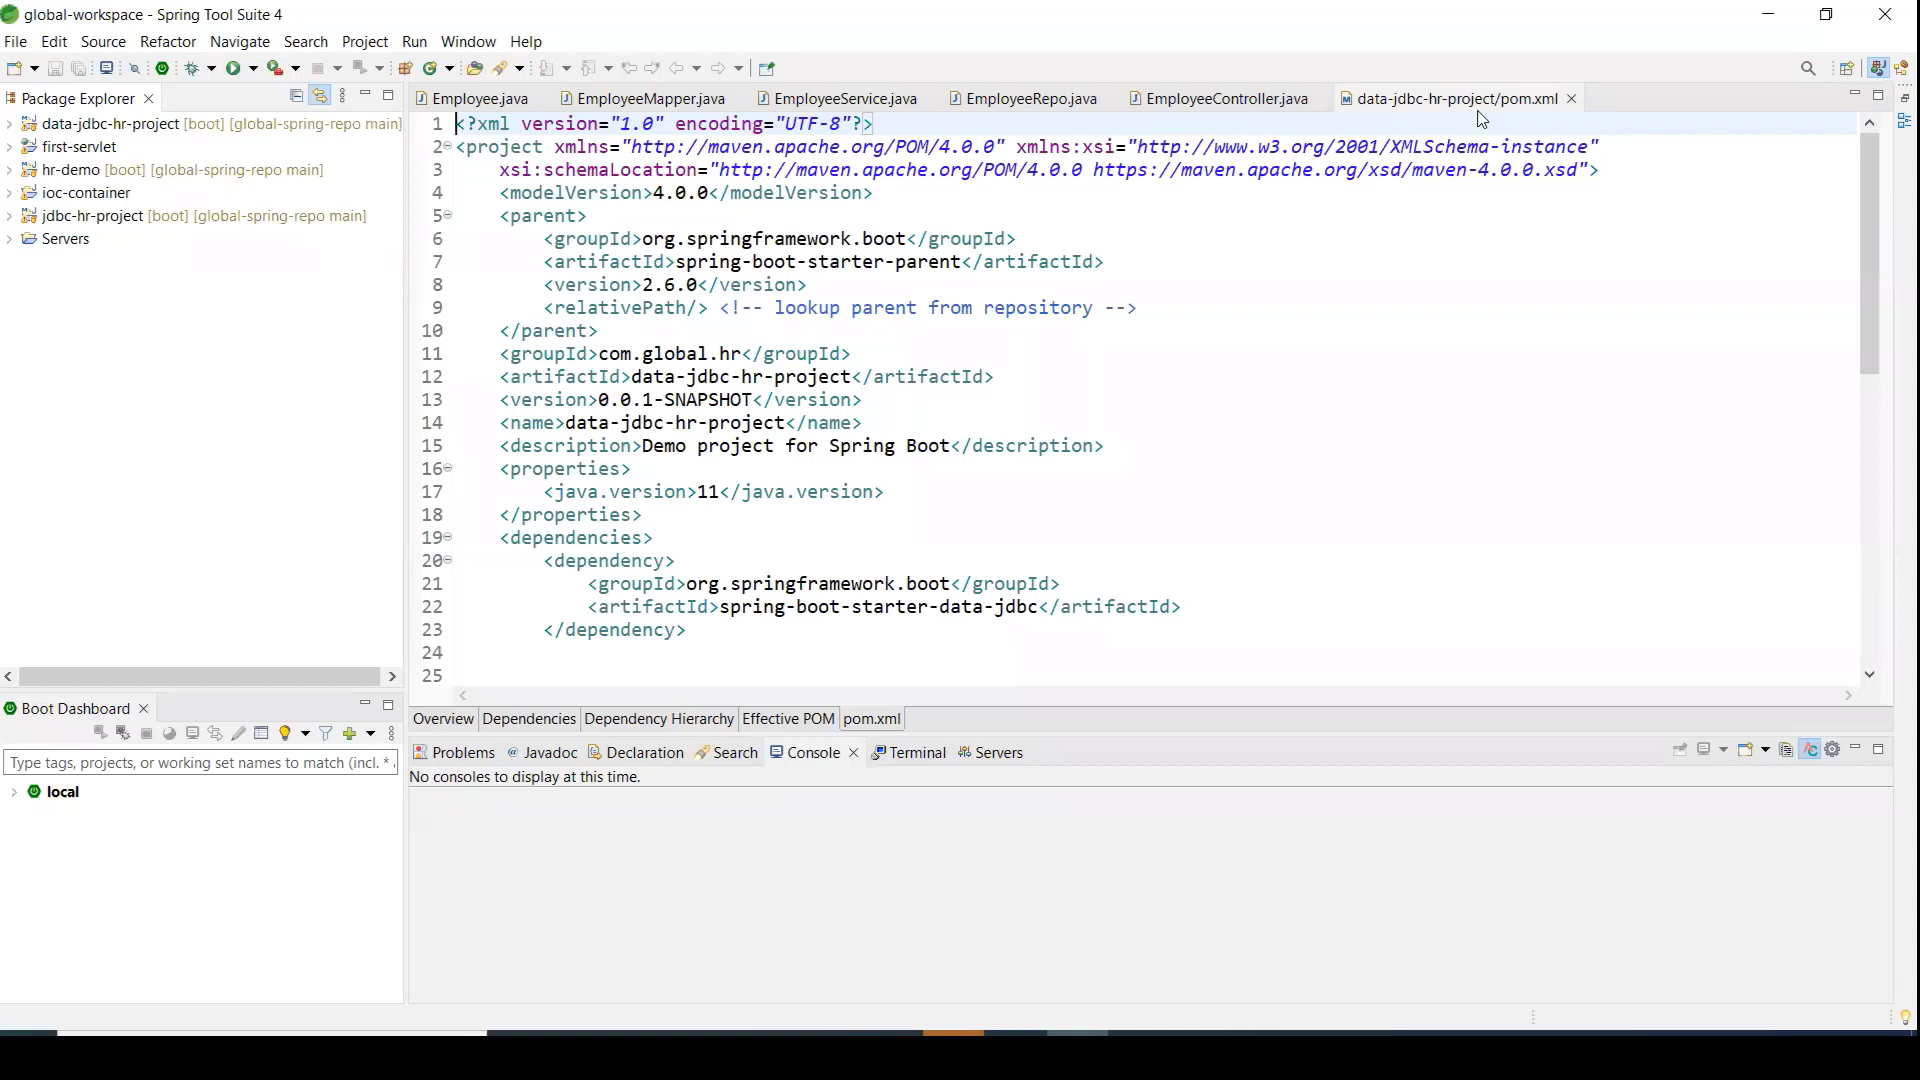 global-workspace - Spring Tool Suite 4
File Edit Source Refactor Navigate Search Project Run Window Help
Package Explorer
data-jdbc-hr-project [boot] [global-spring-repo main]
first-servlet
hr-demo [boot] [global-spring-repo main]
ioc-container
jdbc-hr-project [boot] [global-spring-repo main]
Servers
Employee.java EmployeeMapper.java EmployeeService.java EmployeeRepo.java EmployeeController.java data-jdbc-hr-project/pom.xml
1 <?xml version="1.0" encoding="UTF-8"?>
2 <project xmlns="http://maven.apache.org/POM/4.0.0" xmlns:xsi="http://www.w3.org/2001/XMLSchema-instance"
3 xsi:schemaLocation="http://maven.apache.org/POM/4.0.0 https://maven.apache.org/xsd/maven-4.0.0.xsd">
4 <modelVersion>4.0.0</modelVersion>
5 <parent>
6 <groupId>org.springframework.boot</groupId>
7 <artifactId>spring-boot-starter-parent</artifactId>
8 <version>2.6.0</version>
9 <relativePath/> <!-- lookup parent from repository -->
10 </parent>
11 <groupId>com.global.hr</groupId>
12 <artifactId>data-jdbc-hr-project</artifactId>
13 <version>0.0.1-SNAPSHOT</version>
14 <name>data-jdbc-hr-project</name>
15 <description>Demo project for Spring Boot</description>
16 <properties>
17 <java.version>11</java.version>
18 </properties>
19 <dependencies>
20 <dependency>
21 <groupId>org.springframework.boot</groupId>
22 <artifactId>spring-boot-starter-data-jdbc</artifactId>
23 </dependency>
24
25
Overview Dependencies Dependency Hierarchy Effective POM pom.xml
Boot Dashboard
Type tags, projects, or working set names to match (incl. *
local
Problems Javadoc Declaration Search Console Terminal Servers
No consoles to display at this time.